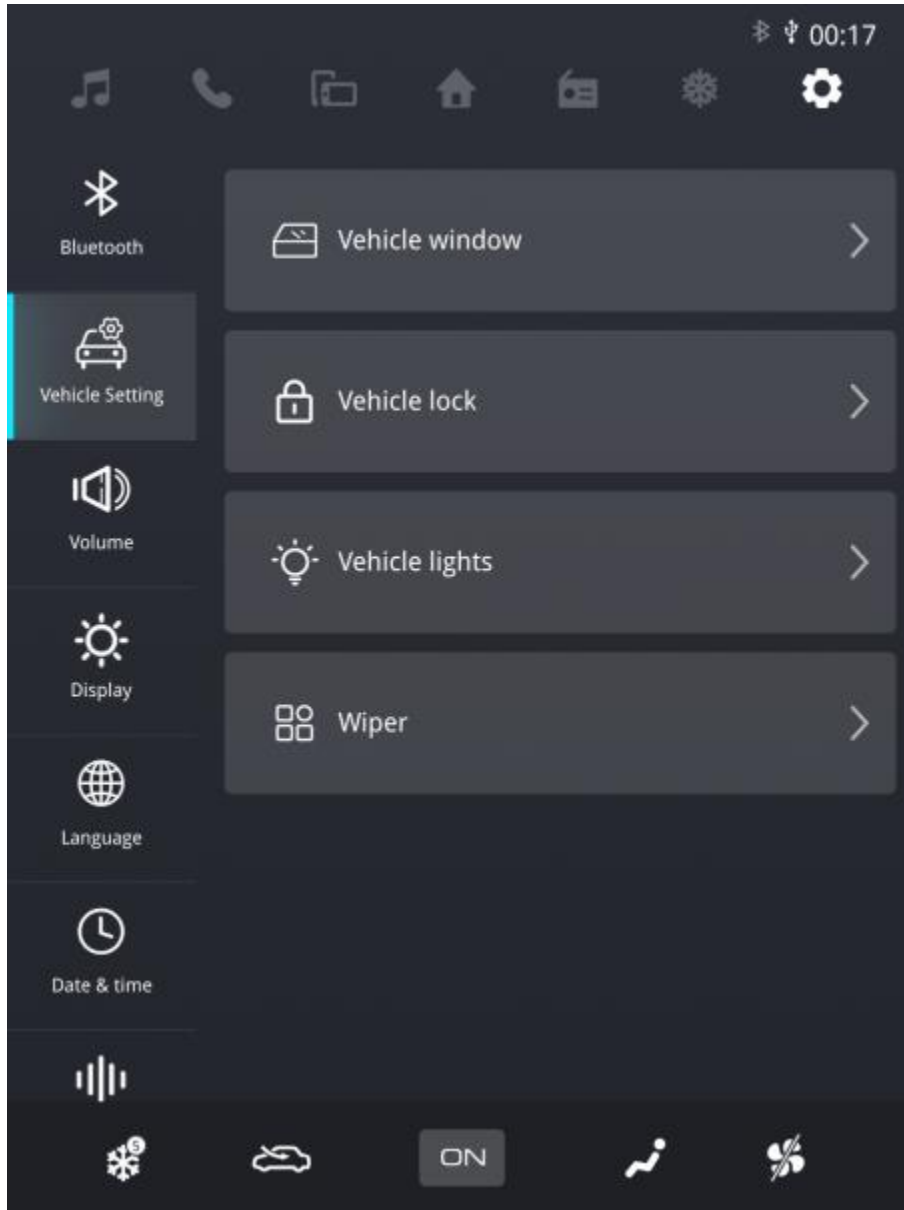 00:17
Bluetooth
Vehicle Setting
Volume
Display
Language
Date & time
Vehicle window
Vehicle lock
Vehicle lights
Wiper
S
ON